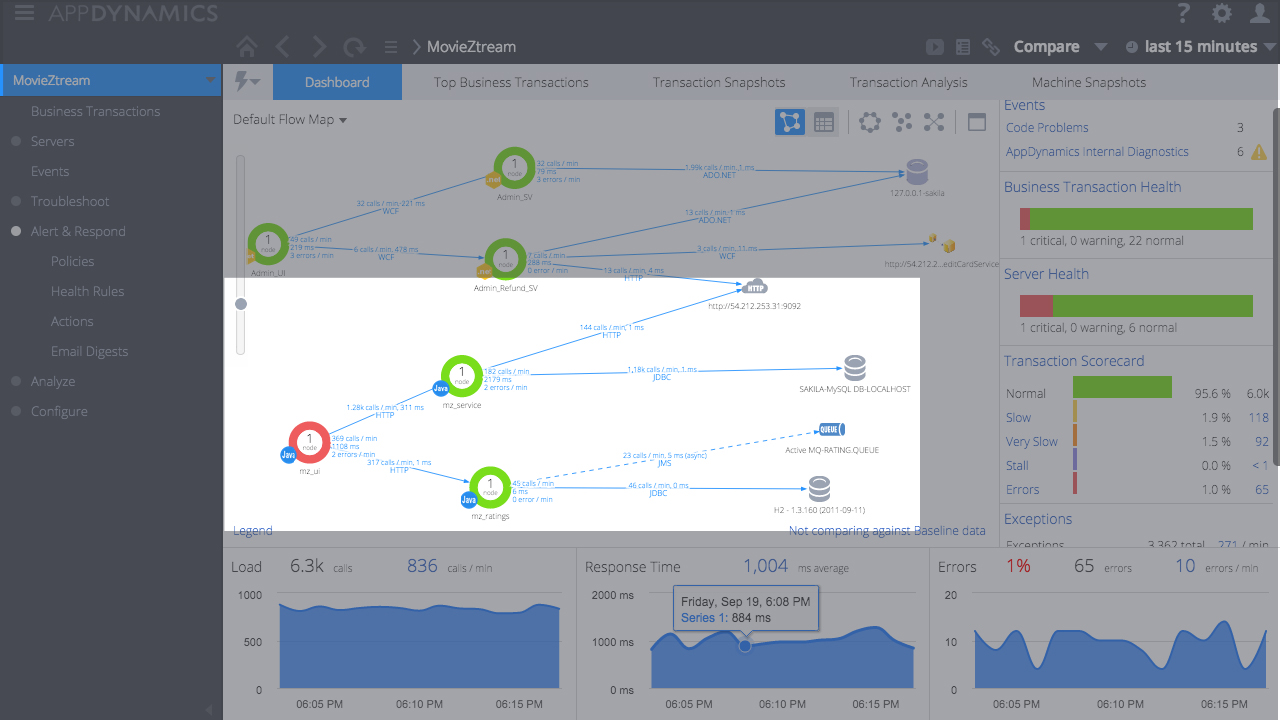 APPDYNAMICS
?
MovieZtream
Compare
last 15 minutes
MovieZtream
Dashboard
Top Business Transactions
Transaction Snapshots
Transaction Analysis
Machine Snapshots
Business Transactions
Servers
Events
Troubleshoot
Alert & Respond
Policies
Health Rules
Actions
Email Digests
Analyze
Configure
Default Flow Map
1
node
32 calls / min
79 ms
3 errors / min
Admin_SV
1.99k calls / min, 1 ms
ADO.NET
127.0.0.1-sakila
32 calls / min, 221 ms
WCF
13 calls / min, 1 ms
ADO.NET
1
node
49 calls / min
219 ms
3 errors / min
Admin_UI
6 calls / min, 478 ms
WCF
1
node
7 calls / min
288 ms
0 error / min
Admin_Refund_SV
3 calls / min, 11 ms
WCF
http://54.212.2...editCardService
13 calls / min, 4 ms
HTTP
HTTP
http://54.212.253.31:9092
144 calls / min, 1 ms
HTTP
1
node
Java
182 calls / min
2179 ms
2 errors / min
mz_service
1.18k calls / min, 1 ms
JDBC
SAKILA-MySQL DB-LOCALHOST
1.28k calls / min, 311 ms
HTTP
1
node
Java
369 calls / min
1108 ms
2 errors / min
mz_ui
317 calls / min, 1 ms
HTTP
QUEUE
Active MQ-RATING.QUEUE
23 calls / min, 5 ms (async)
JMS
1
node
Java
45 calls / min
6 ms
0 error / min
mz_ratings
46 calls / min, 0 ms
JDBC
H2 - 1.3.160 (2011-09-11)
Legend
Not comparing against Baseline data
Events
Code Problems 3
AppDynamics Internal Diagnostics 6
Business Transaction Health
1 critical, 0 warning, 22 normal
Server Health
1 critical, 0 warning, 6 normal
Transaction Scorecard
Normal 95.6 % 6.0k
Slow 1.9 % 118
Very Slow 1.5 % 92
Stall 0.0 % < 1
Errors 1.0 % 65
Exceptions
Exceptions 3,362 total 271 / min
Load 6.3k calls 836 calls / min
1000
500
0
06:05 PM 06:10 PM 06:15 PM
Response Time 1,004 ms average
2000 ms
1000 ms
0 ms
Friday, Sep 19, 6:08 PM
Series 1: 884 ms
06:05 PM 06:10 PM 06:15 PM
Errors 1% 65 errors 10 errors / min
20
10
0
06:05 PM 06:10 PM 06:15 PM